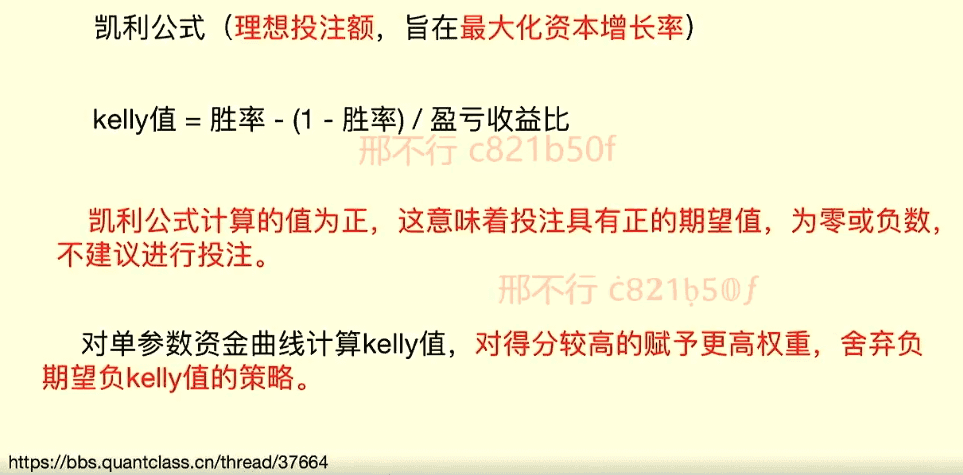 凯利公式（理想投注额，旨在最大化资本增长率）
kelly值 = 胜率 - (1 - 胜率) / 盈亏收益比
邢不行 c821b50f
凯利公式计算的值为正，这意味着投注具有正的期望值，为零或负数，
不建议进行投注。
邢不行 ċ8𝟐1ḅ5𝟘ƒ
对单参数资金曲线计算kelly值，对得分较高的赋予更高权重，舍弃负
期望负kelly值的策略。
https://bbs.quantclass.cn/thread/37664